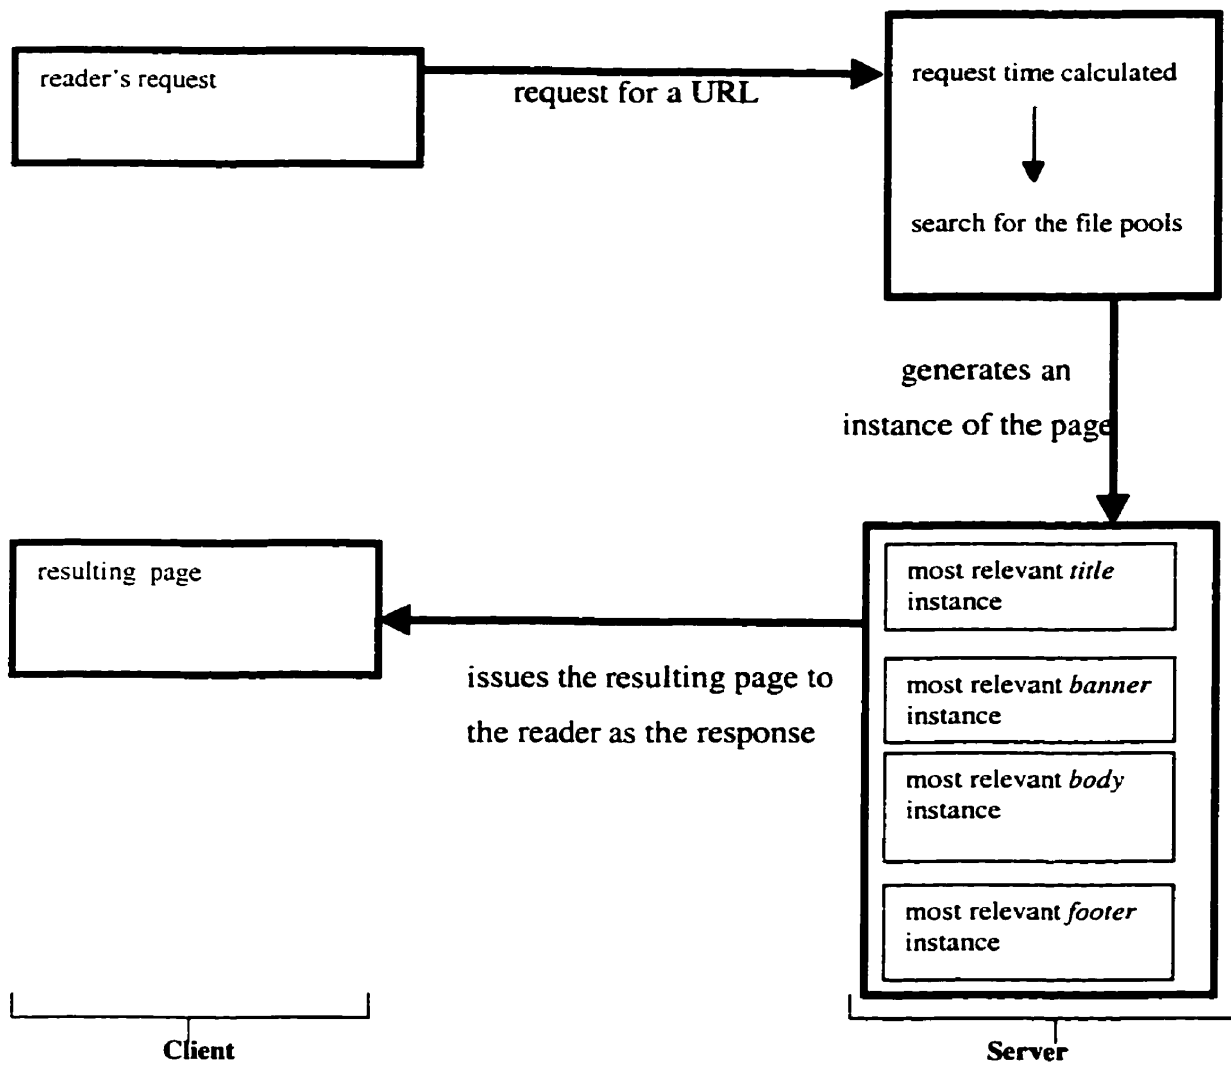 reader's request
request for a URL
request time calculated
search for the file pools
generates an
instance of the page
most relevant title
instance
most relevant banner
instance
most relevant body
instance
most relevant footer
instance
issues the resulting page to
the reader as the response
resulting page
Client
Server